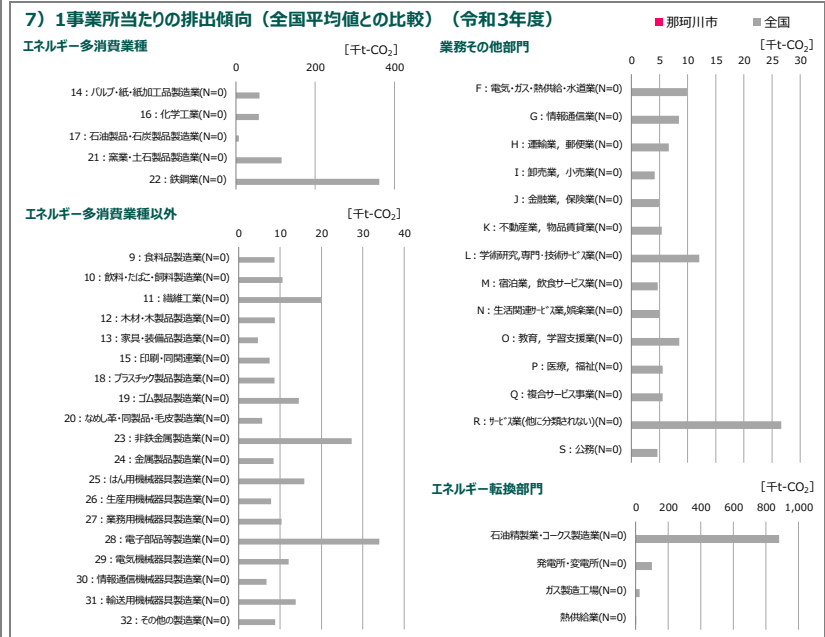 7）1事業所当たりの排出傾向（全国平均値との比較）（令和3年度）
■那珂川市 ■全国
エネルギー多消費業種
[千t-CO₂]
0 200 400
14：パルプ・紙・紙加工品製造業(N=0)
16：化学工業(N=0)
17：石油製品・石炭製品製造業(N=0)
21：窯業・土石製品製造業(N=0)
22：鉄鋼業(N=0)
エネルギー多消費業種以外
[千t-CO₂]
0 10 20 30 40
9：食料品製造業(N=0)
10：飲料・たばこ・飼料製造業(N=0)
11：繊維工業(N=0)
12：木材・木製品製造業(N=0)
13：家具・装備品製造業(N=0)
15：印刷・同関連業(N=0)
18：プラスチック製品製造業(N=0)
19：ゴム製品製造業(N=0)
20：なめし革・同製品・毛皮製造業(N=0)
23：非鉄金属製造業(N=0)
24：金属製品製造業(N=0)
25：はん用機械器具製造業(N=0)
26：生産用機械器具製造業(N=0)
27：業務用機械器具製造業(N=0)
28：電子部品等製造業(N=0)
29：電気機械器具製造業(N=0)
30：情報通信機械器具製造業(N=0)
31：輸送用機械器具製造業(N=0)
32：その他の製造業(N=0)
業務その他部門
[千t-CO₂]
0 5 10 15 20 25 30
F：電気・ガス・熱供給・水道業(N=0)
G：情報通信業(N=0)
H：運輸業，郵便業(N=0)
I：卸売業，小売業(N=0)
J：金融業，保険業(N=0)
K：不動産業，物品賃貸業(N=0)
L：学術研究,専門・技術ｻｰﾋﾞｽ業(N=0)
M：宿泊業，飲食サービス業(N=0)
N：生活関連ｻｰﾋﾞｽ業,娯楽業(N=0)
O：教育，学習支援業(N=0)
P：医療，福祉(N=0)
Q：複合サービス事業(N=0)
R：ｻｰﾋﾞｽ業(他に分類されない)(N=0)
S：公務(N=0)
エネルギー転換部門
[千t-CO₂]
0 200 400 600 800 1,000
石油精製業・コークス製造業(N=0)
発電所・変電所(N=0)
ガス製造工場(N=0)
熱供給業(N=0)